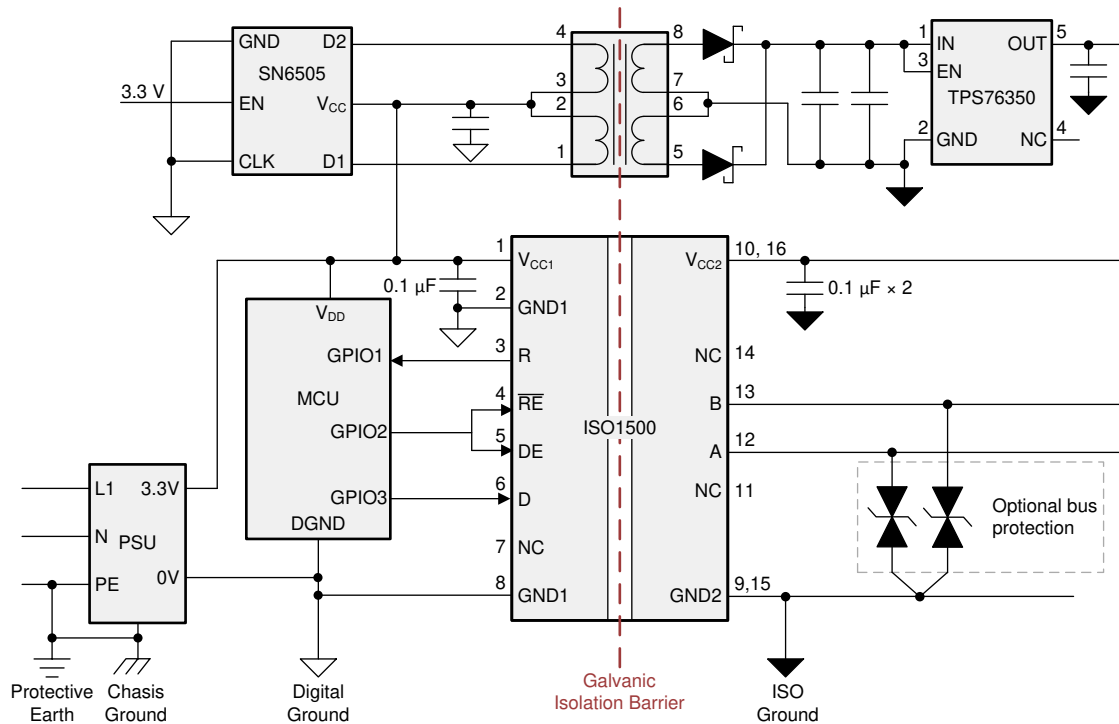 GND
D2
4
8
1
IN
OUT
5
SN6505
3
EN
3.3 V
EN
VCC
3
2
7
6
TPS76350
CLK
D1
1
5
2
GND
NC
4
1
VCC1
VCC2
10, 16
0.1 µF
2
GND1
0.1 µF × 2
VDD
GPIO1
3
R
NC
14
MCU
4
RE
B
13
GPIO2
ISO1500
5
DE
A
12
L1
3.3V
GPIO3
6
D
NC
11
Optional bus
protection
DGND
N
PSU
7
NC
PE
0V
8
GND1
GND2
9,15
Protective
Earth
Chasis
Ground
Digital
Ground
Galvanic
Isolation Barrier
ISO
Ground